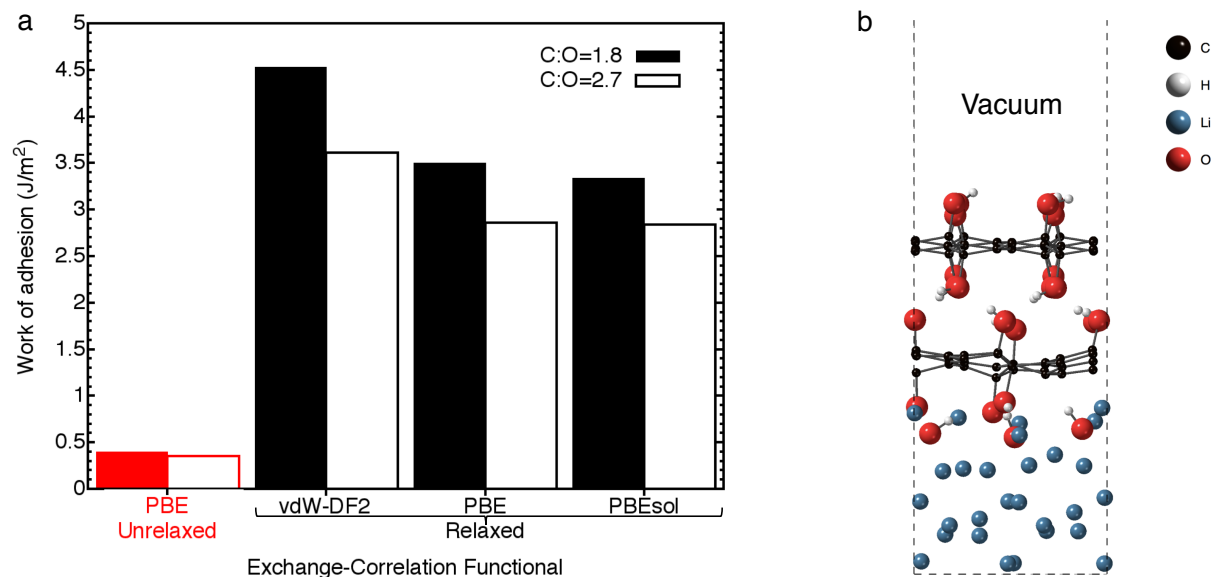 a
Work of adhesion (J/m²)
5
4.5
4
3.5
3
2.5
2
1.5
1
0.5
0
C:O=1.8
C:O=2.7
PBE
Unrelaxed
vdW-DF2
PBE
PBEsol
Relaxed
Exchange-Correlation Functional
b
Vacuum
C
H
Li
O